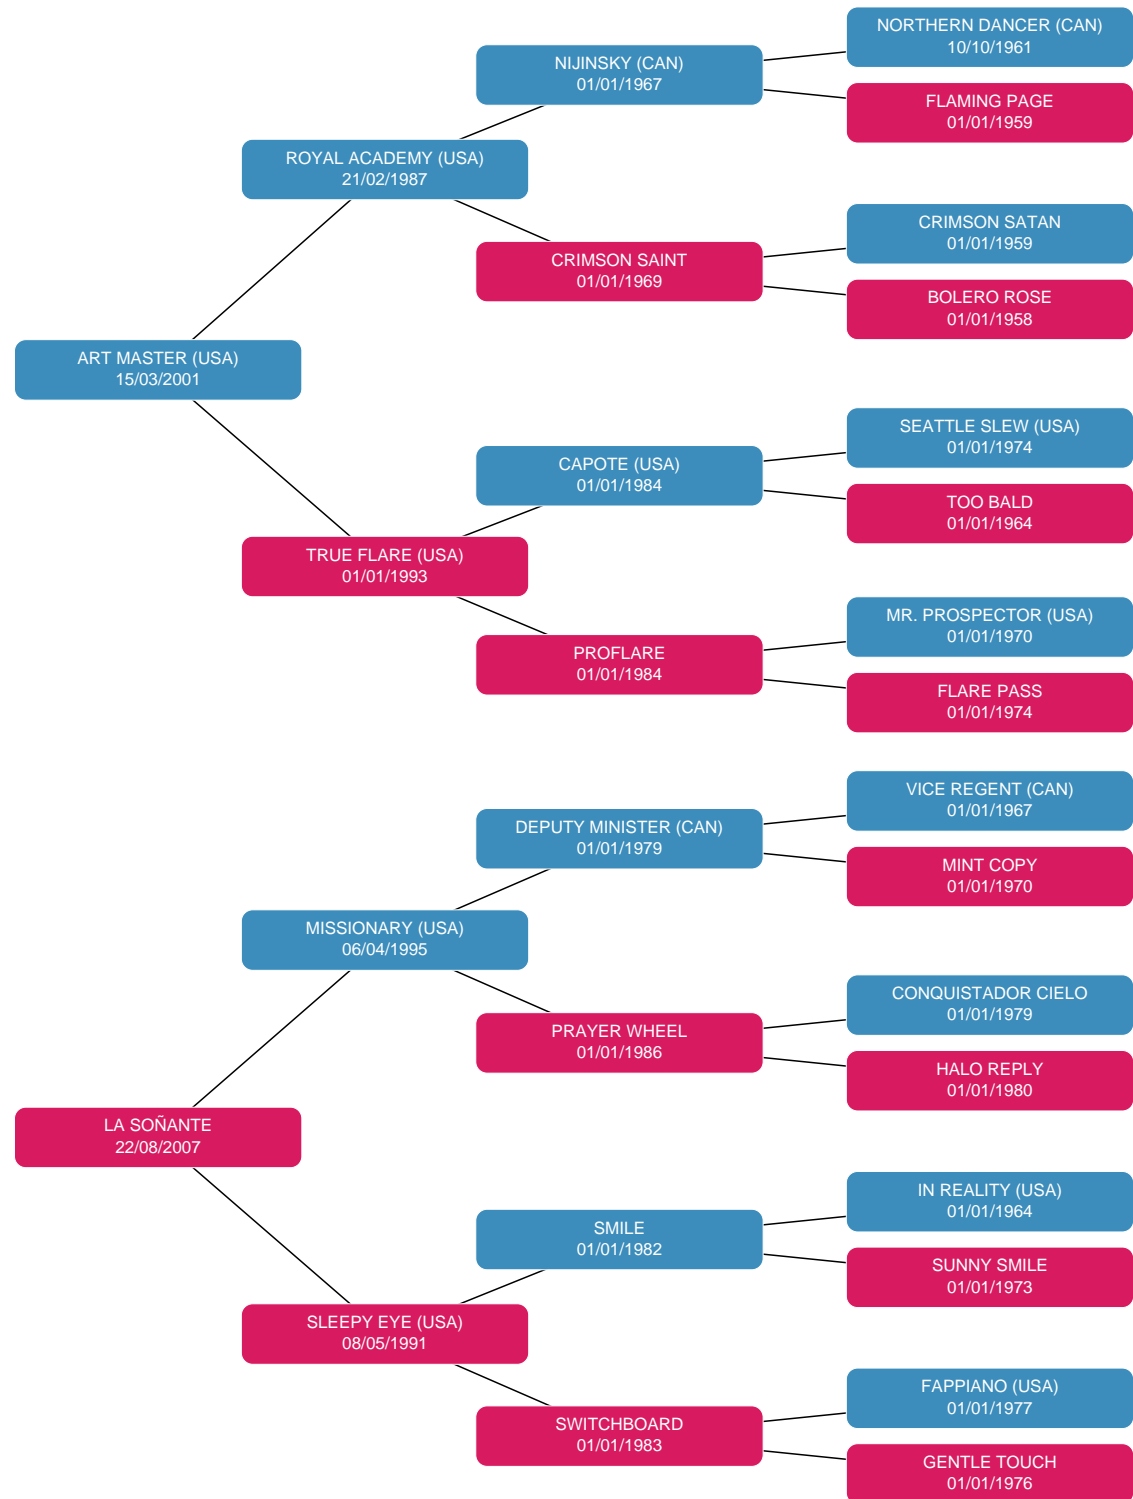 NORTHERN DANCER (CAN)
10/10/1961
NIJINSKY (CAN)
01/01/1967
FLAMING PAGE
01/01/1959
ROYAL ACADEMY (USA)
21/02/1987
CRIMSON SATAN
01/01/1959
CRIMSON SAINT
01/01/1969
BOLERO ROSE
01/01/1958
ART MASTER (USA)
15/03/2001
SEATTLE SLEW (USA)
01/01/1974
CAPOTE (USA)
01/01/1984
TOO BALD
01/01/1964
TRUE FLARE (USA)
01/01/1993
MR. PROSPECTOR (USA)
01/01/1970
PROFLARE
01/01/1984
FLARE PASS
01/01/1974
VICE REGENT (CAN)
01/01/1967
DEPUTY MINISTER (CAN)
01/01/1979
MINT COPY
01/01/1970
MISSIONARY (USA)
06/04/1995
CONQUISTADOR CIELO
01/01/1979
PRAYER WHEEL
01/01/1986
HALO REPLY
01/01/1980
LA SOÑANTE
22/08/2007
IN REALITY (USA)
01/01/1964
SMILE
01/01/1982
SUNNY SMILE
01/01/1973
SLEEPY EYE (USA)
08/05/1991
FAPPIANO (USA)
01/01/1977
SWITCHBOARD
01/01/1983
GENTLE TOUCH
01/01/1976